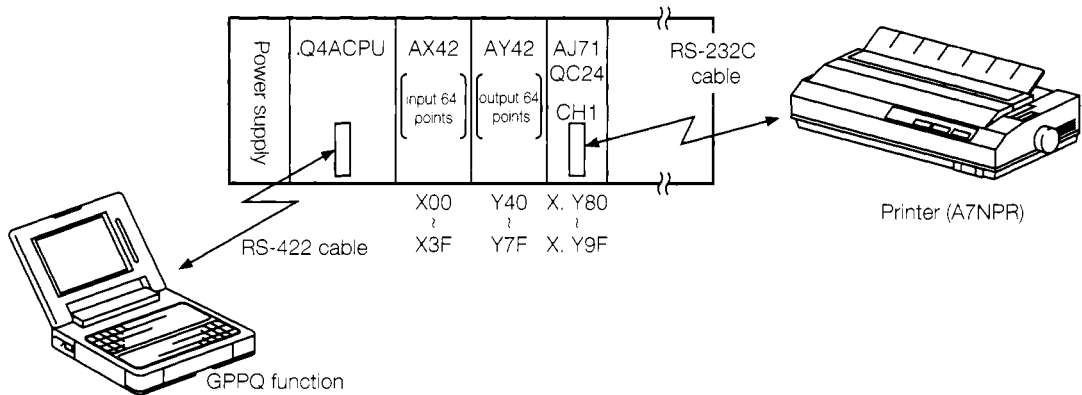 Power supply
.Q4ACPU
AX42
input 64
points
AY42
output 64
points
AJ71
QC24
CH1
RS-232C
cable
X00
~
X3F
Y40
~
Y7F
X. Y80
~
X. Y9F
RS-422 cable
Printer (A7NPR)
GPPQ function